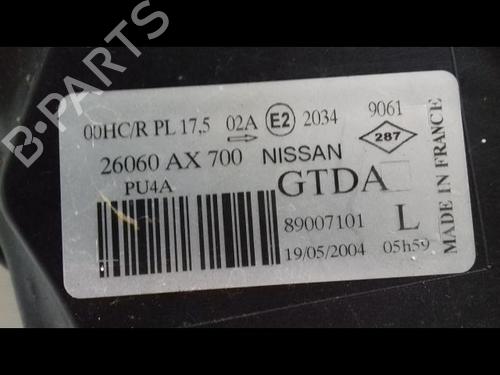 00HC/R PL 17,5 02A E2 2034 9061
287
26060 AX 700 NISSAN
PU4A GTDA
89007101 L
19/05/2004 05h59
MADE IN FRANCE
B-PARTS